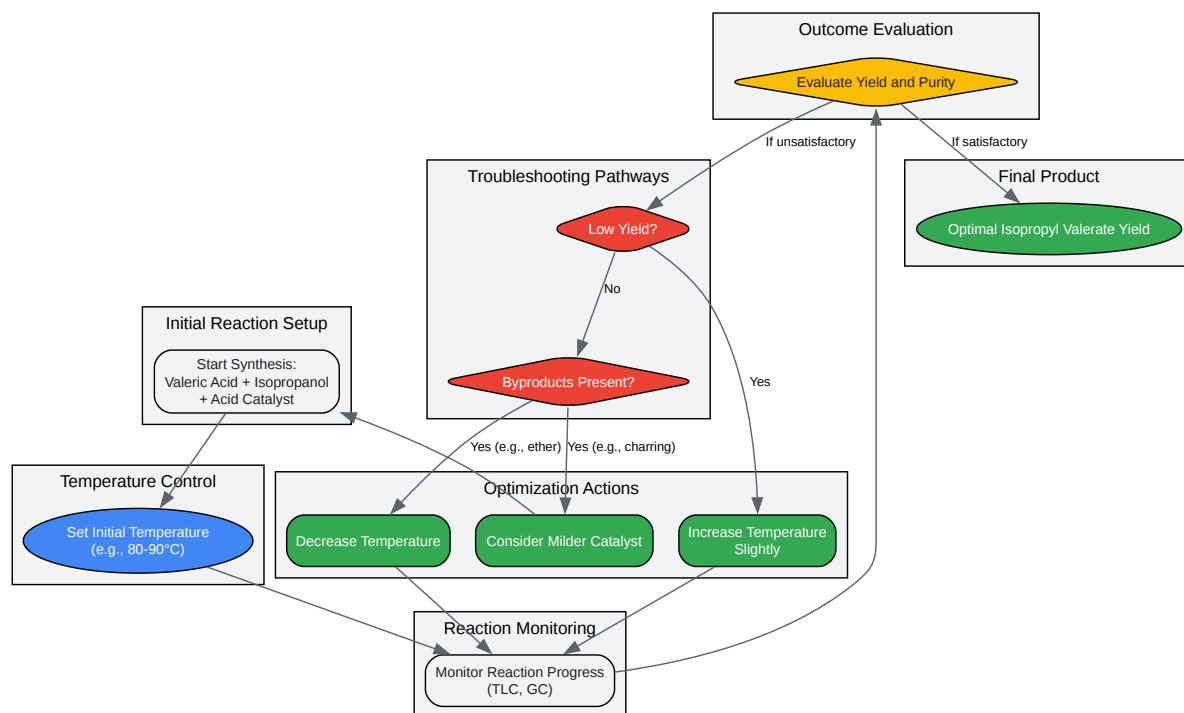 Outcome Evaluation
Evaluate Yield and Purity
If unsatisfactory
If satisfactory
Troubleshooting Pathways
Final Product
Low Yield?
Optimal Isopropyl Valerate Yield
No
Initial Reaction Setup
Start Synthesis:
Valeric Acid + Isopropanol
+ Acid Catalyst
Byproducts Present?
Yes
Yes (e.g., ether)
Yes (e.g., charring)
Temperature Control
Set Initial Temperature
(e.g., 80-90°C)
Optimization Actions
Decrease Temperature
Consider Milder Catalyst
Increase Temperature
Slightly
Reaction Monitoring
Monitor Reaction Progress
(TLC, GC)